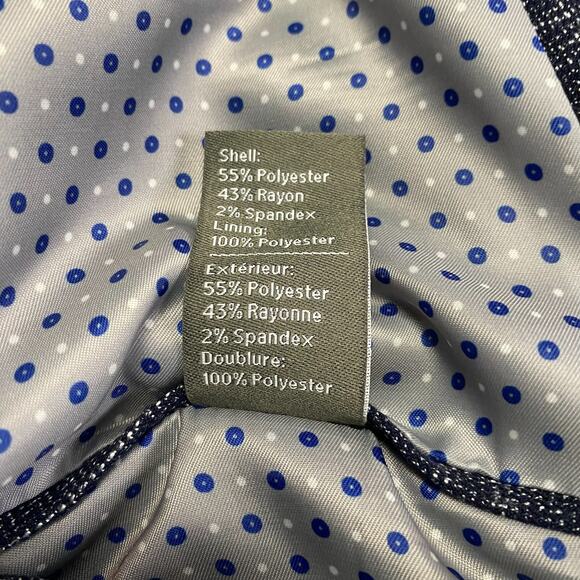 Shell:
55% Polyester
43% Rayon
2% Spandex
Lining:
100% Polyester
Extérieur:
55% Polyester
43% Rayonne
2% Spandex
Doublure:
100% Polyester